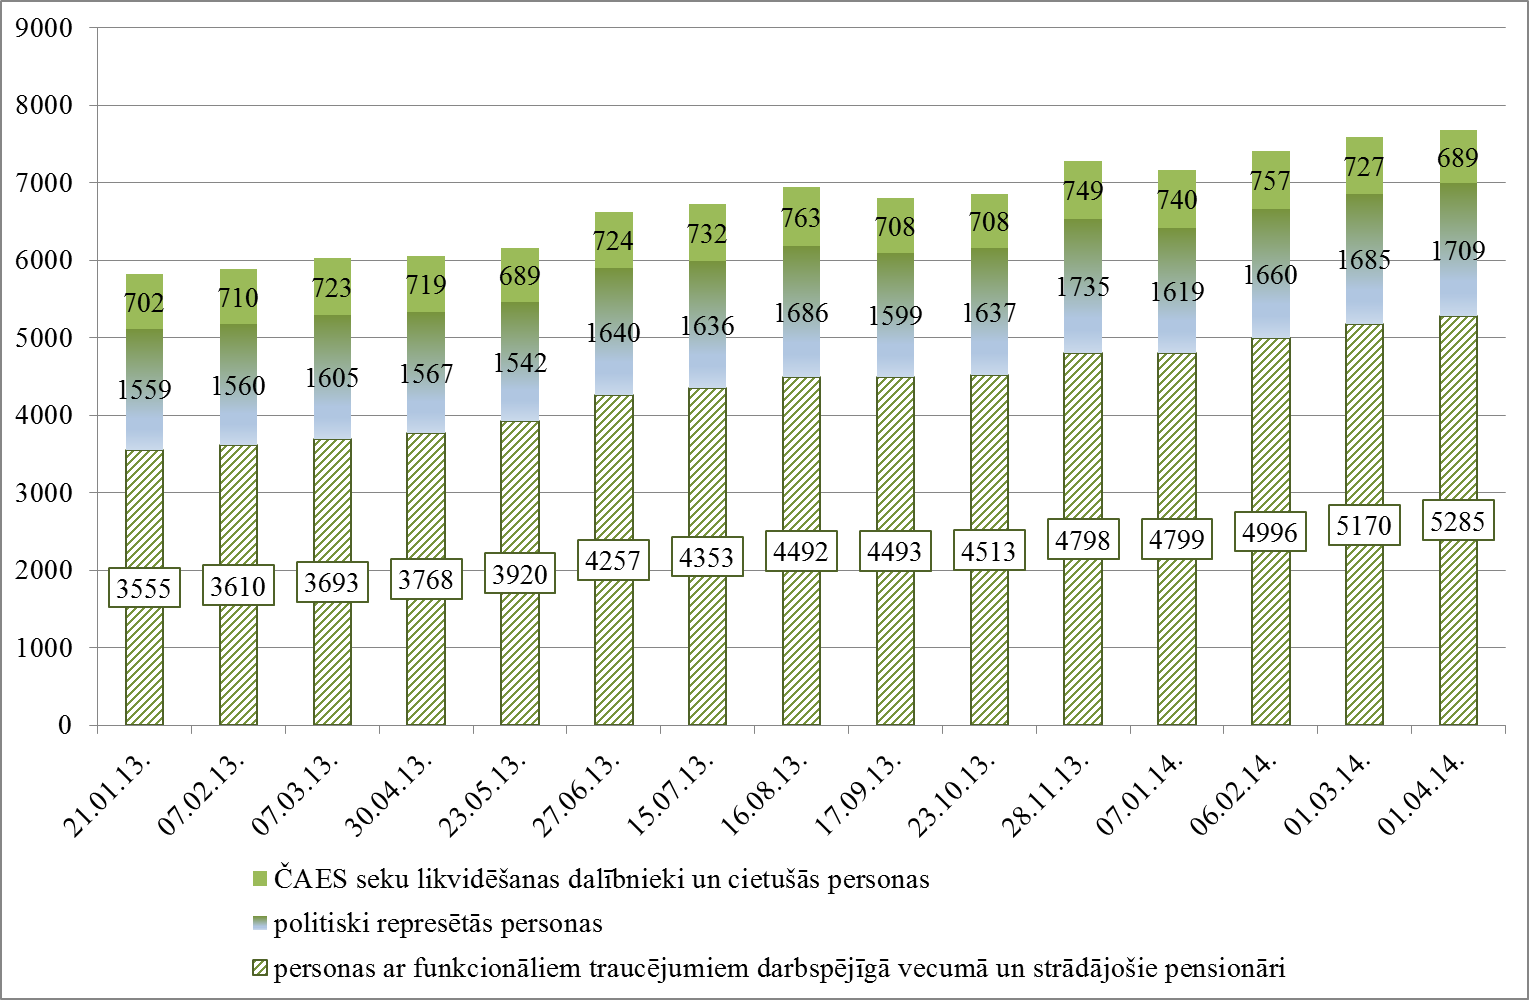 9000
8000
7000
6000
5000
4000
3000
2000
1000
0
702 710 723 719 689 724 732 763 708 708 749 740 757 727 689
1559 1560 1605 1567 1542 1640 1636 1686 1599 1637 1735 1619 1660 1685 1709
3555 3610 3693 3768 3920 4257 4353 4492 4493 4513 4798 4799 4996 5170 5285
21.01.13. 07.02.13. 07.03.13. 30.04.13. 23.05.13. 27.06.13. 15.07.13. 16.08.13. 17.09.13. 23.10.13. 28.11.13. 07.01.14. 06.02.14. 01.03.14. 01.04.14.
ČAES seku likvidēšanas dalībnieki un cietušās personas
politiski represētās personas
personas ar funkcionāliem traucējumiem darbspējīgā vecumā un strādājošie pensionāri